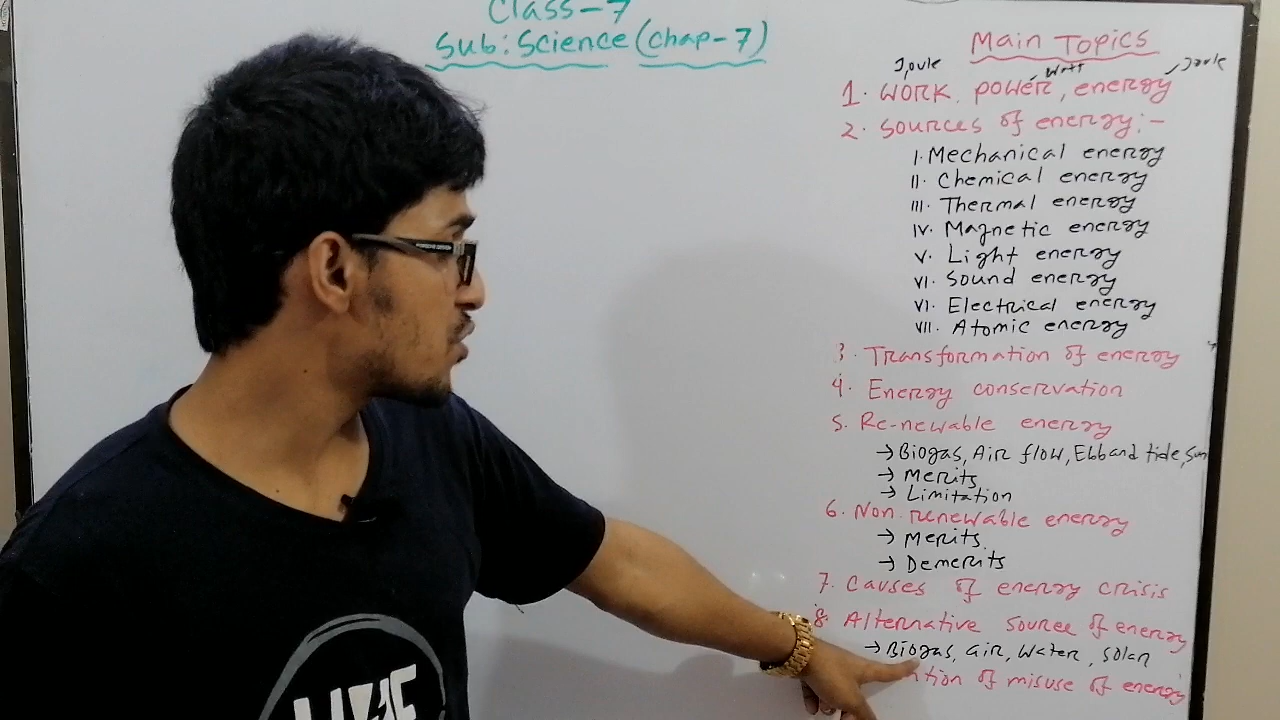 Class-7
Sub: Science (chap-7)
Main Topics
Joule
Watt
Joule
1. WORK, power, energy
2. Sources of energy:-
I. Mechanical energy
II. Chemical energy
III. Thermal energy
IV. Magnetic energy
V. Light energy
VI. Sound energy
VI. Electrical energy
VII. Atomic energy
3. Transformation of energy
4. Energy conservation
5. Re-newable energy
→ Biogas, Air flow, Ebb and tide, Sun
→ Merits
→ Limitation
6. Non renewable energy
→ Merits.
→ Demerits
7. Causes of energy crisis
8. Alternative source of energy
→ Biogas, air, water, solar
of misuse of energy